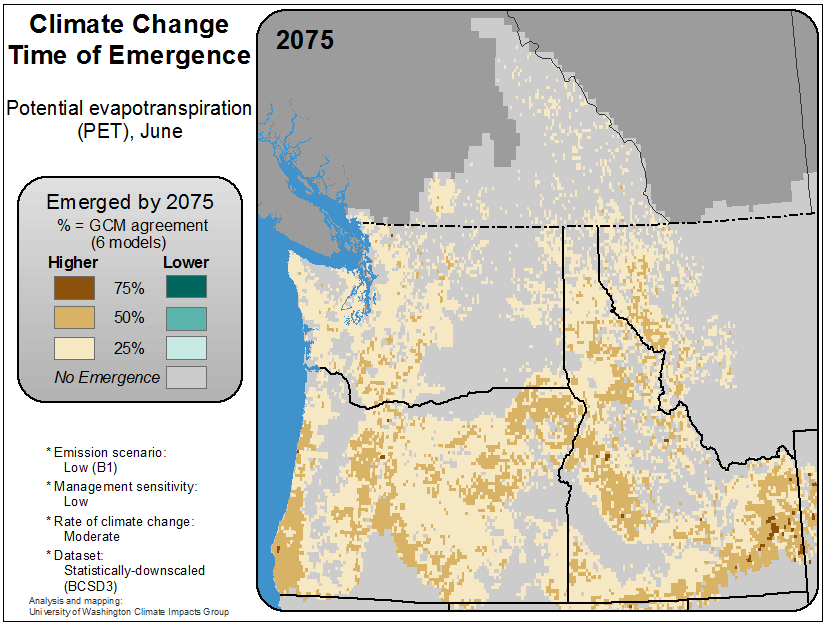 Climate Change
Time of Emergence
2075
Potential evapotranspiration
(PET), June
Emerged by 2075
% = GCM agreement
(6 models)
Higher Lower
75%
50%
25%
No Emergence
* Emission scenario:
Low (B1)
* Management sensitivity:
Low
* Rate of climate change:
Moderate
* Dataset:
Statistically-downscaled
(BCSD3)
Analysis and mapping:
University of Washington Climate Impacts Group